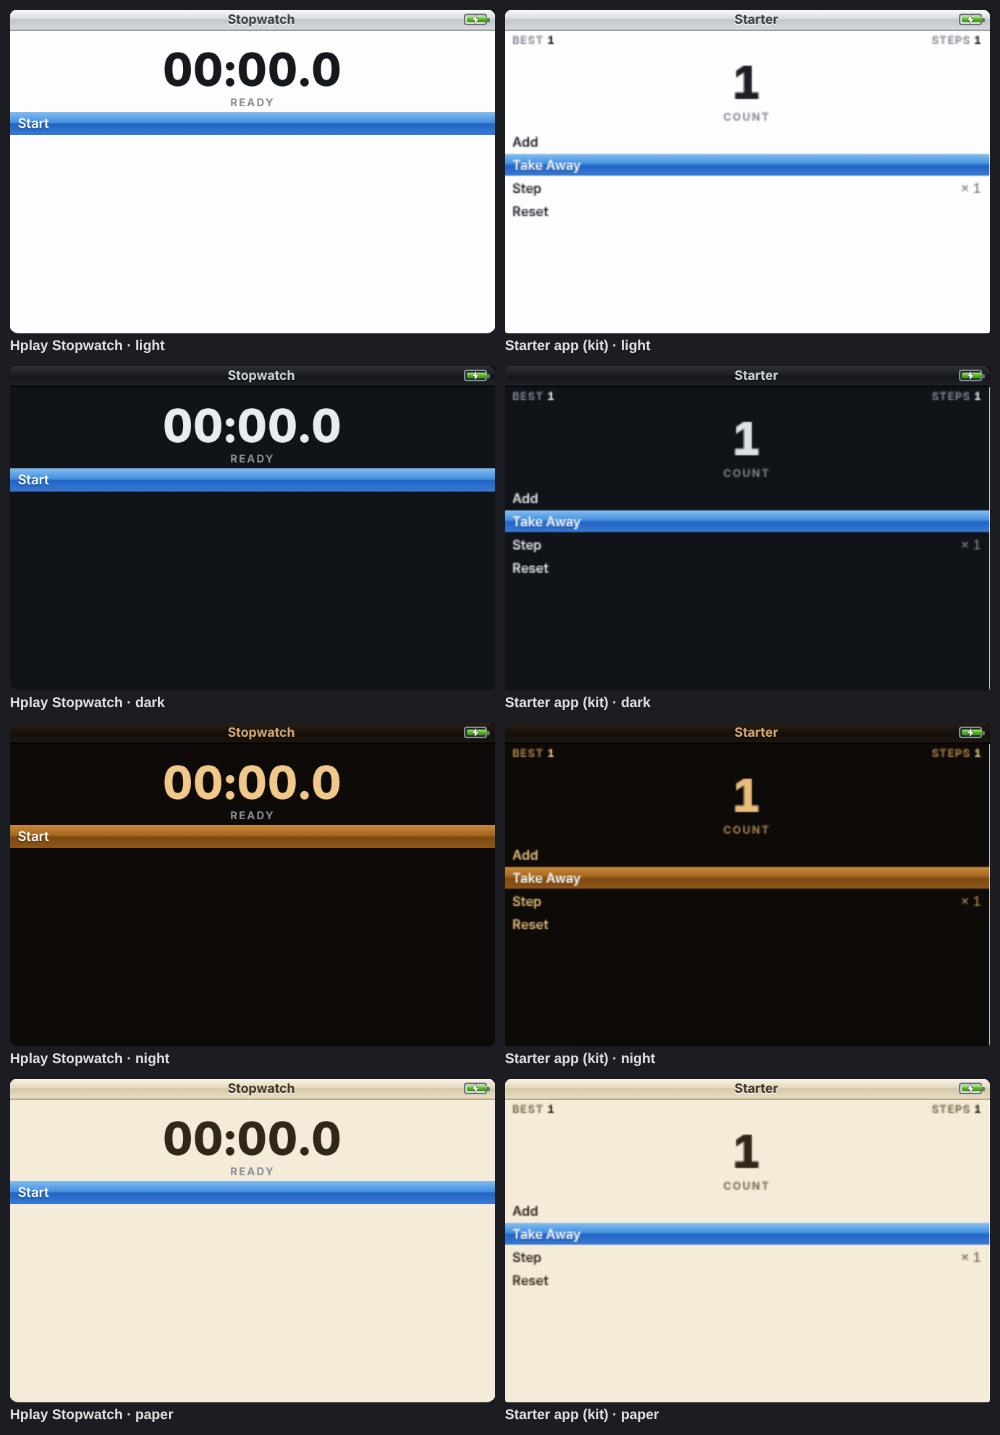 Stopwatch
00:00.0
READY
Start
Hplay Stopwatch · light
Starter
BEST 1 STEPS 1
1
COUNT
Add
Take Away
Step × 1
Reset
Starter app (kit) · light
Stopwatch
00:00.0
READY
Start
Hplay Stopwatch · dark
Starter
BEST 1 STEPS 1
1
COUNT
Add
Take Away
Step × 1
Reset
Starter app (kit) · dark
Stopwatch
00:00.0
READY
Start
Hplay Stopwatch · night
Starter
BEST 1 STEPS 1
1
COUNT
Add
Take Away
Step × 1
Reset
Starter app (kit) · night
Stopwatch
00:00.0
READY
Start
Hplay Stopwatch · paper
Starter
BEST 1 STEPS 1
1
COUNT
Add
Take Away
Step × 1
Reset
Starter app (kit) · paper